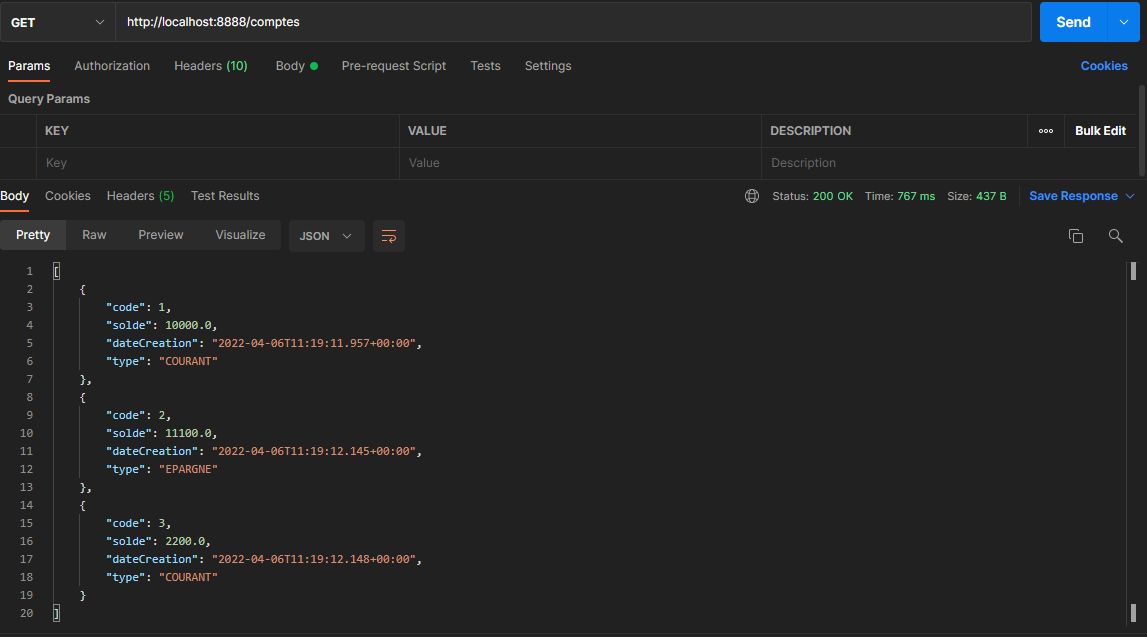 GET http://localhost:8888/comptes Send
Params Authorization Headers (10) Body Pre-request Script Tests Settings Cookies
Query Params
KEY VALUE DESCRIPTION Bulk Edit
Key Value Description
Body Cookies Headers (5) Test Results Status: 200 OK Time: 767 ms Size: 437 B Save Response
Pretty Raw Preview Visualize JSON
1 [
2 {
3 "code": 1,
4 "solde": 10000.0,
5 "dateCreation": "2022-04-06T11:19:11.957+00:00",
6 "type": "COURANT"
7 },
8 {
9 "code": 2,
10 "solde": 11100.0,
11 "dateCreation": "2022-04-06T11:19:12.145+00:00",
12 "type": "EPARGNE"
13 },
14 {
15 "code": 3,
16 "solde": 2200.0,
17 "dateCreation": "2022-04-06T11:19:12.148+00:00",
18 "type": "COURANT"
19 }
20 ]